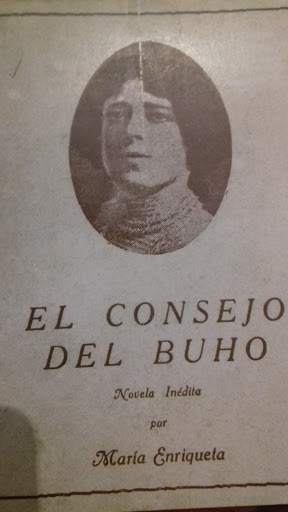 EL CONSEJO
DEL BUHO
Novela Inédita
por
María Enriqueta